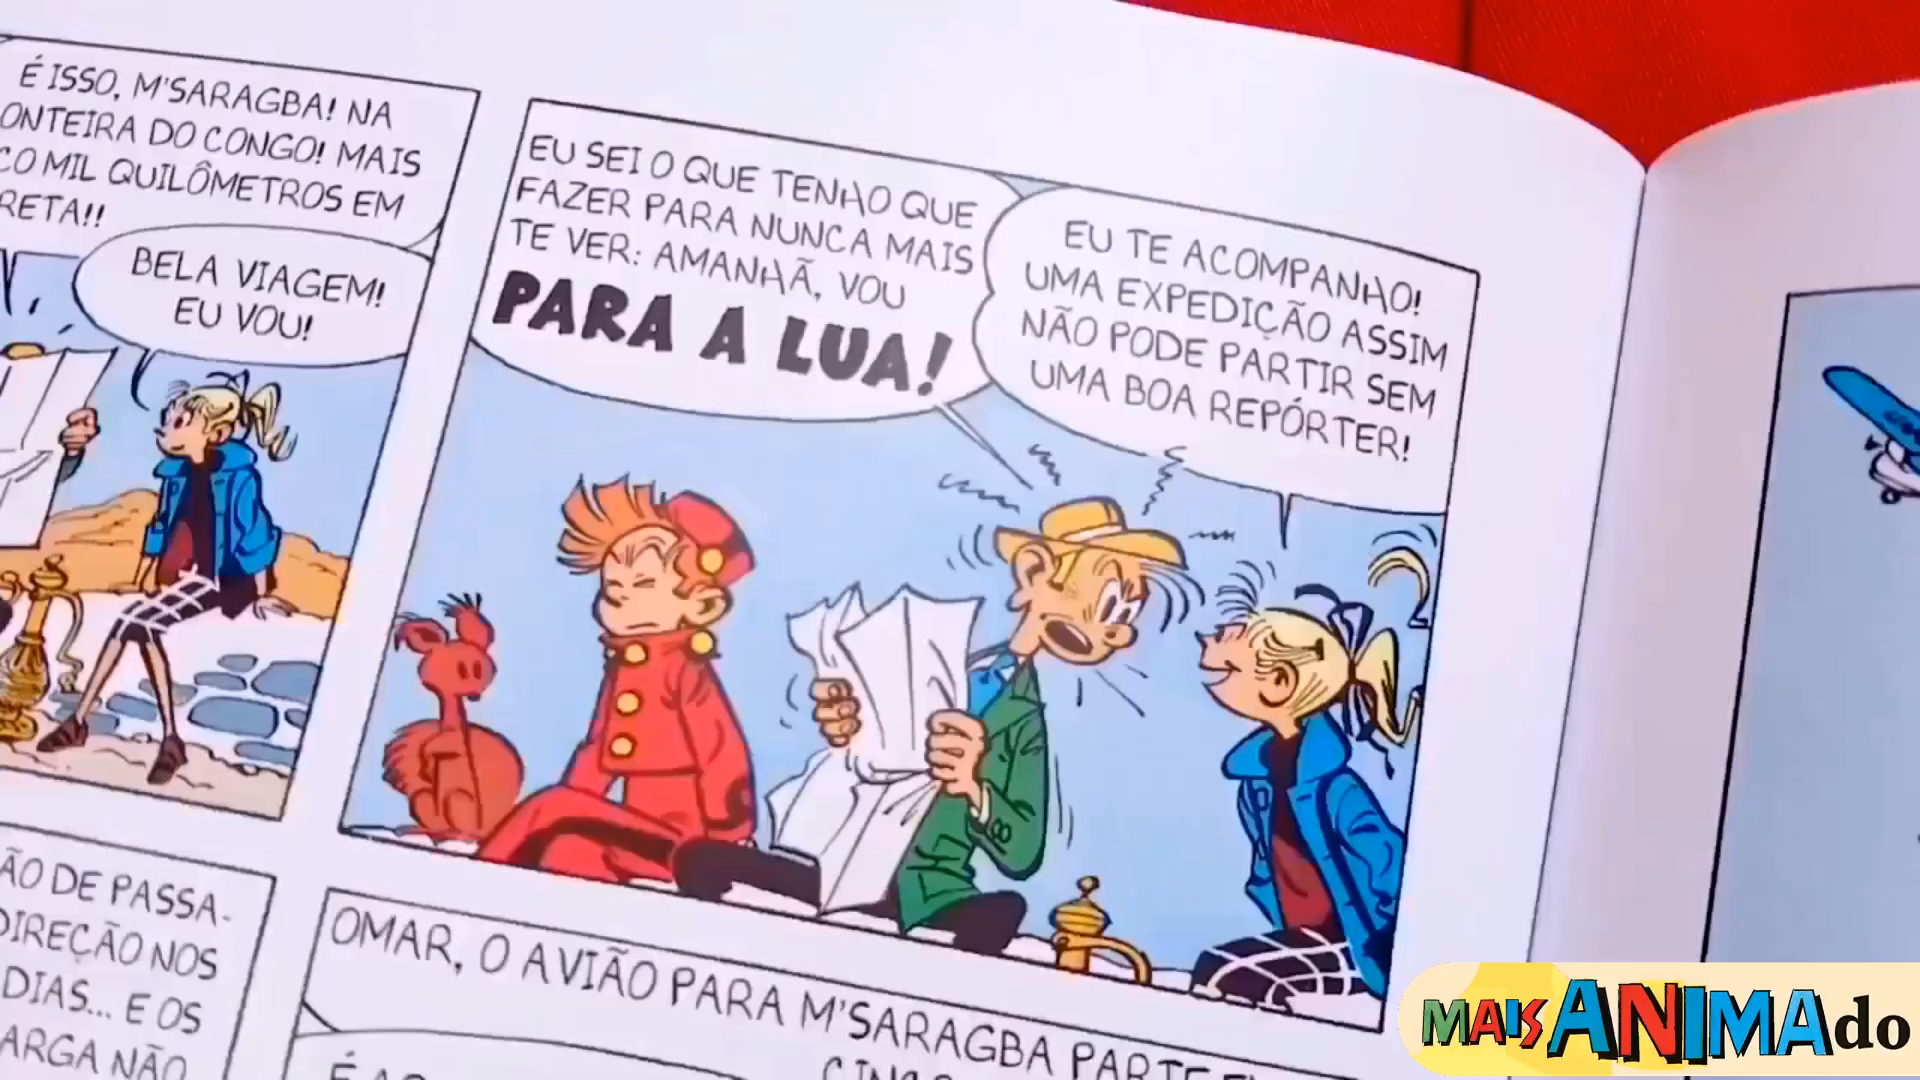 É ISSO, M'SARAGBA! NA
ONTEIRA DO CONGO! MAIS
CO MIL QUILÔMETROS EM
RETA!!
BELA VIAGEM!
EU VOU!
EU SEI O QUE TENHO QUE
FAZER PARA NUNCA MAIS
TE VER: AMANHÃ, VOU
PARA A LUA!
EU TE ACOMPANHO!
UMA EXPEDIÇÃO ASSIM
NÃO PODE PARTIR SEM
UMA BOA REPÓRTER!
ÃO DE PASSA-
DIREÇÃO NOS
DIAS... E OS
ARGA NÃO
OMAR, O AVIÃO PARA M'SARAGBA PARTE
MAIS ANIMAdo